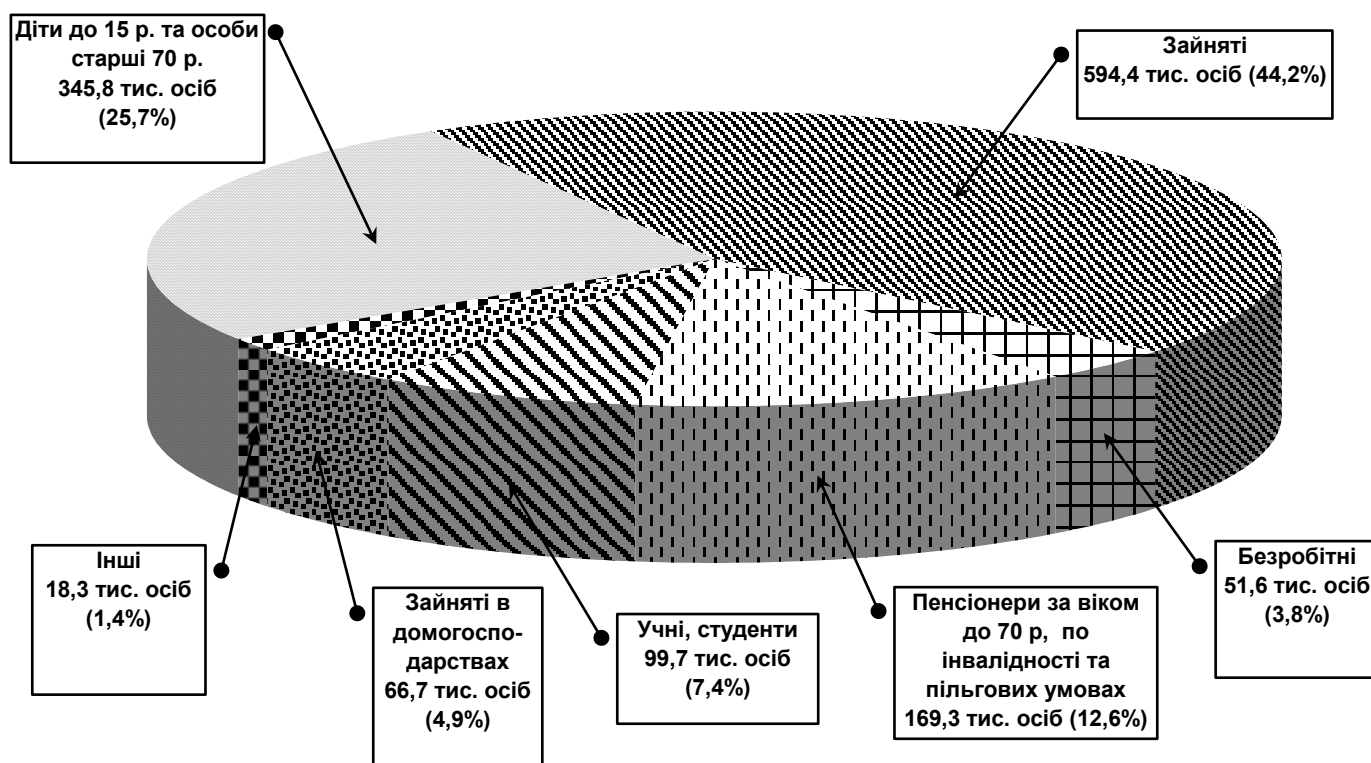 Діти до 15 р. та особи
старші 70 р.
345,8 тис. осіб
(25,7%)
Зайняті
594,4 тис. осіб (44,2%)
Інші
18,3 тис. осіб
(1,4%)
Зайняті в
домогоспо-
дарствах
66,7 тис. осіб
(4,9%)
Учні, студенти
99,7 тис. осіб
(7,4%)
Пенсіонери за віком
до 70 р, по
інвалідності та
пільгових умовах
169,3 тис. осіб (12,6%)
Безробітні
51,6 тис. осіб
(3,8%)